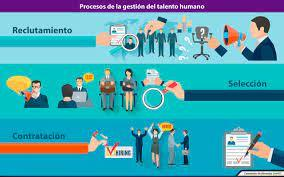 Procesos de la gestión del talento humano
Reclutamiento
?
Selección
Contratación
HIRING